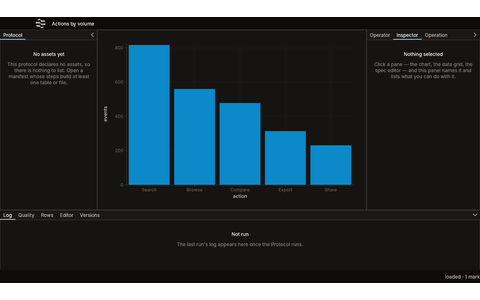 Actions by volume
Protocol
Operator Inspector Operation
No assets yet
This protocol declares no assets, so
there is nothing to list. Open a
manifest whose steps build at least
one table or file.
800
600
400
200
0
events
Search Browse Compare Export Share
action
Nothing selected
Click a pane — the chart, the data grid, the
spec editor — and this panel names it and
lists what you can do with it.
Log Quality Rows Editor Versions
Not run
The last run's log appears here once the Protocol runs.
loaded · 1 mark